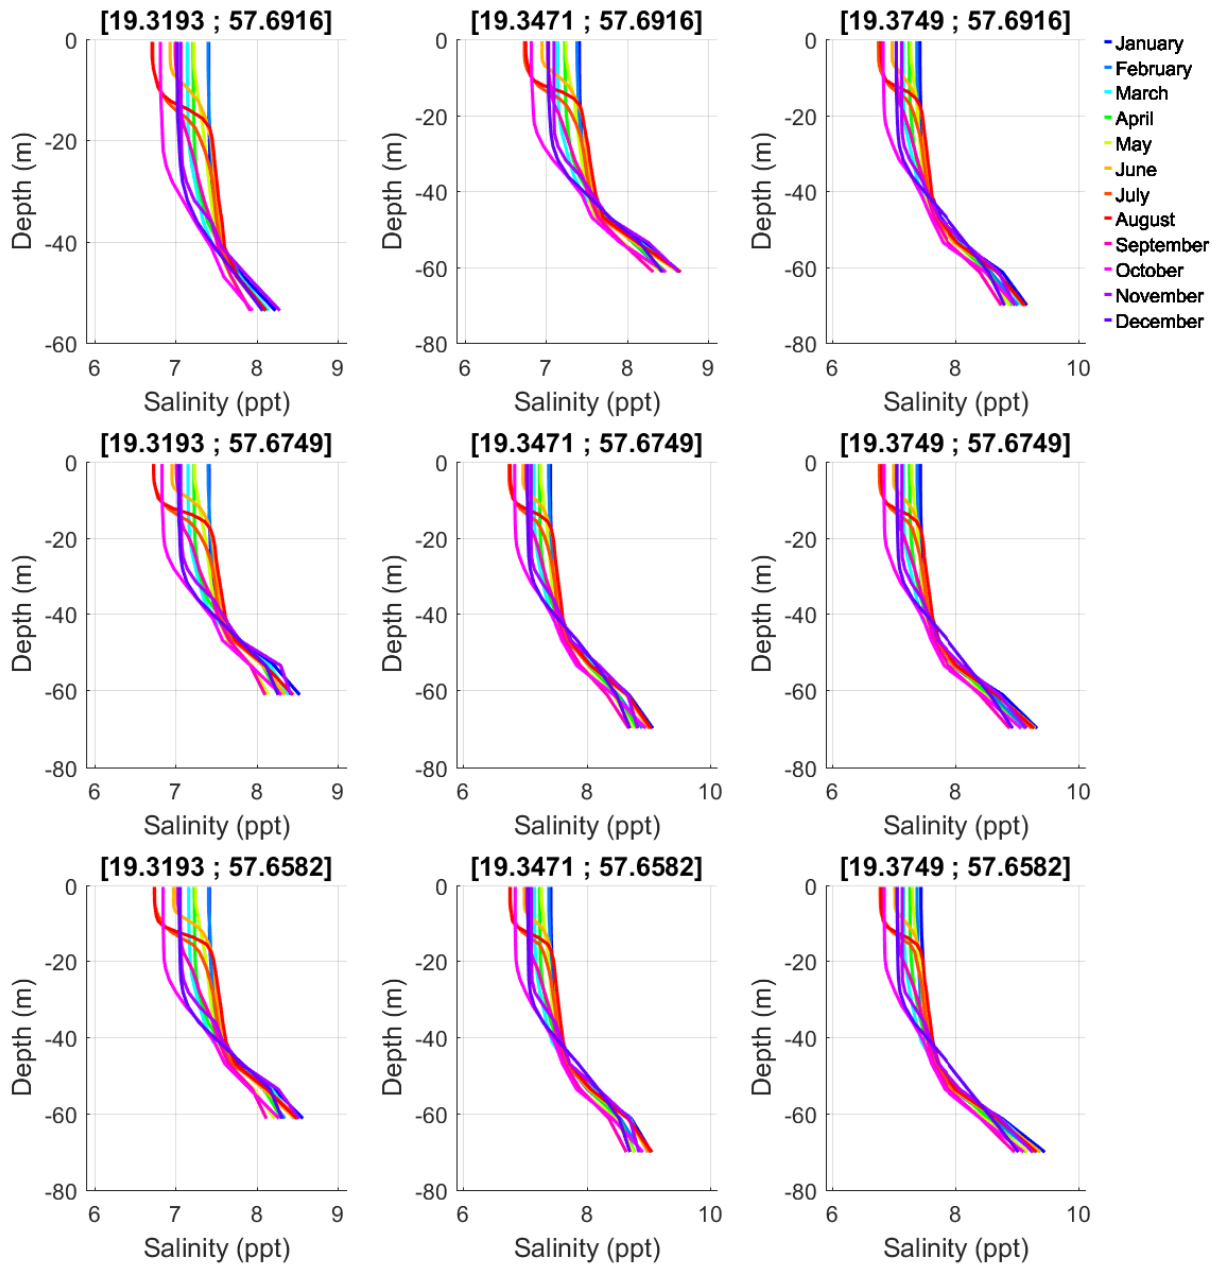 [19.3193 ; 57.6916]
0
-20
-40
-60
Depth (m)
6 7 8 9
Salinity (ppt)
[19.3471 ; 57.6916]
0
-20
-40
-60
-80
Depth (m)
6 7 8 9
Salinity (ppt)
[19.3749 ; 57.6916]
0
-20
-40
-60
-80
Depth (m)
6 8 10
Salinity (ppt)
January
February
March
April
May
June
July
August
September
October
November
December
[19.3193 ; 57.6749]
0
-20
-40
-60
-80
Depth (m)
6 7 8 9
Salinity (ppt)
[19.3471 ; 57.6749]
0
-20
-40
-60
-80
Depth (m)
6 8 10
Salinity (ppt)
[19.3749 ; 57.6749]
0
-20
-40
-60
-80
Depth (m)
6 8 10
Salinity (ppt)
[19.3193 ; 57.6582]
0
-20
-40
-60
-80
Depth (m)
6 7 8 9
Salinity (ppt)
[19.3471 ; 57.6582]
0
-20
-40
-60
-80
Depth (m)
6 8 10
Salinity (ppt)
[19.3749 ; 57.6582]
0
-20
-40
-60
-80
Depth (m)
6 8 10
Salinity (ppt)